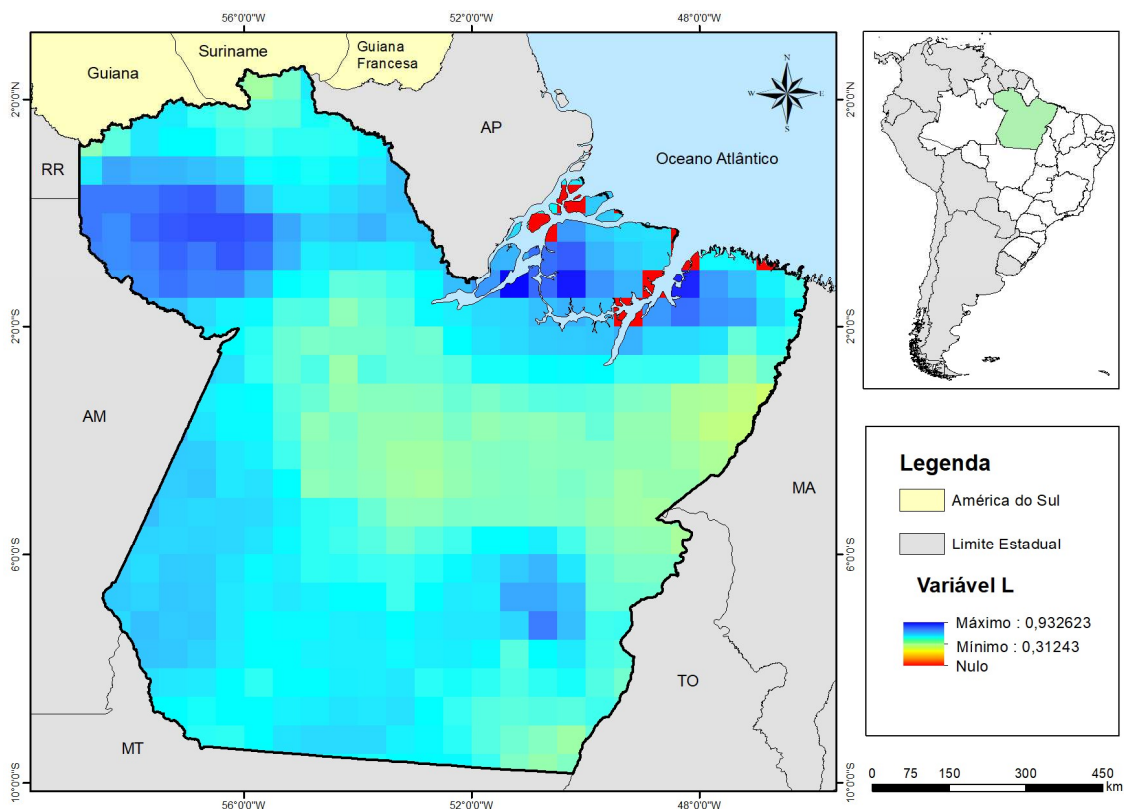 56°0'0"W
52°0'0"W
48°0'0"W
Suriname
Guiana
Francesa
Guiana
N
W
E
S
2°0'0"N
2°0'0"N
AP
RR
Oceano Atlântico
2°0'0"S
2°0'0"S
AM
MA
6°0'0"S
6°0'0"S
TO
MT
10°0'0"S
10°0'0"S
56°0'0"W
52°0'0"W
48°0'0"W
Legenda
América do Sul
Limite Estadual
Variável L
Máximo : 0,932623
Mínimo : 0,31243
Nulo
0 75 150 300 450
km